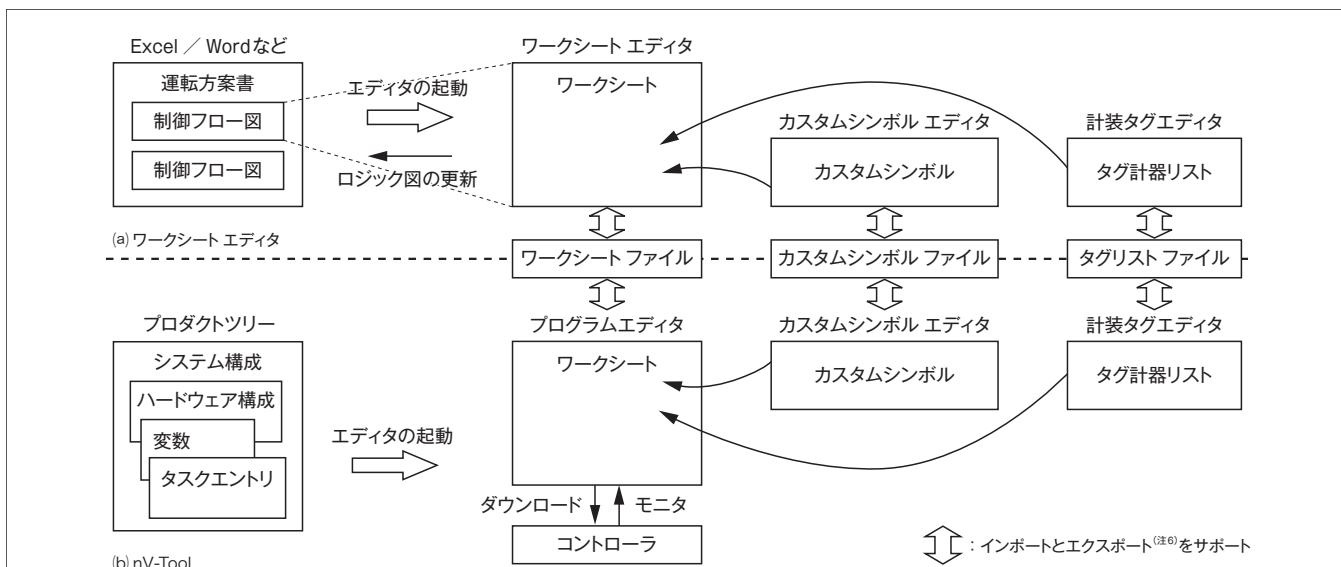 Excel ／ Wordなど
運転方案書
制御フロー図
制御フロー図
エディタの起動
ロジック図の更新
ワークシート エディタ
ワークシート
カスタムシンボル エディタ
カスタムシンボル
計装タグエディタ
タグ計器リスト
(a) ワークシート エディタ
ワークシート ファイル
カスタムシンボル ファイル
タグリスト ファイル
プロダクトツリー
システム構成
ハードウェア構成
変数
タスクエントリ
エディタの起動
プログラムエディタ
ワークシート
カスタムシンボル エディタ
カスタムシンボル
計装タグエディタ
タグ計器リスト
ダウンロード
モニタ
コントローラ
：インポートとエクスポート(注6)をサポート
(b) nV-Tool